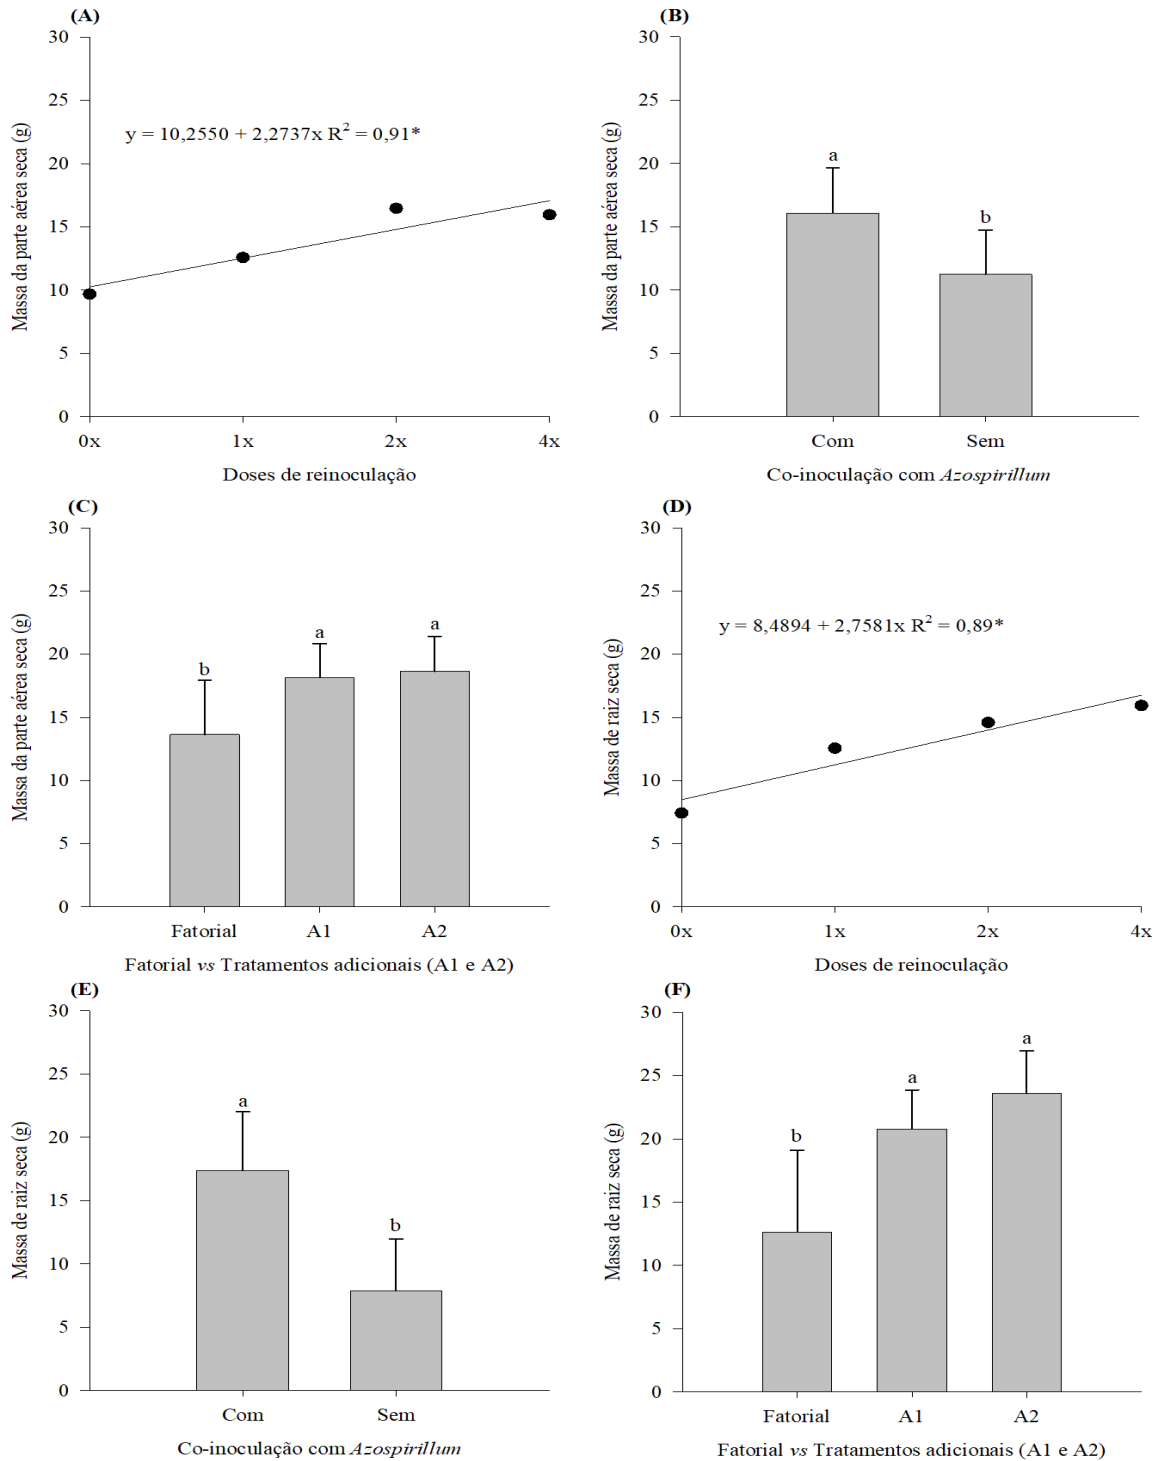 (A)
30
25
20
15
10
5
0
Massa da parte aérea seca (g)
y = 10,2550 + 2,2737x R² = 0,91*
0x 1x 2x 4x
Doses de reinoculação
(B)
30
25
20
15
10
5
0
Massa da parte aérea seca (g)
a
b
Com Sem
Co-inoculação com Azospirillum
(C)
30
25
20
15
10
5
0
Massa da parte aérea seca (g)
b
a
a
Fatorial A1 A2
Fatorial vs Tratamentos adicionais (A1 e A2)
(D)
30
25
20
15
10
5
0
Massa de raiz seca (g)
y = 8,4894 + 2,7581x R² = 0,89*
0x 1x 2x 4x
Doses de reinoculação
(E)
30
25
20
15
10
5
0
Massa de raiz seca (g)
a
b
Com Sem
Co-inoculação com Azospirillum
(F)
30
25
20
15
10
5
0
Massa de raiz seca (g)
b
a
a
Fatorial A1 A2
Fatorial vs Tratamentos adicionais (A1 e A2)